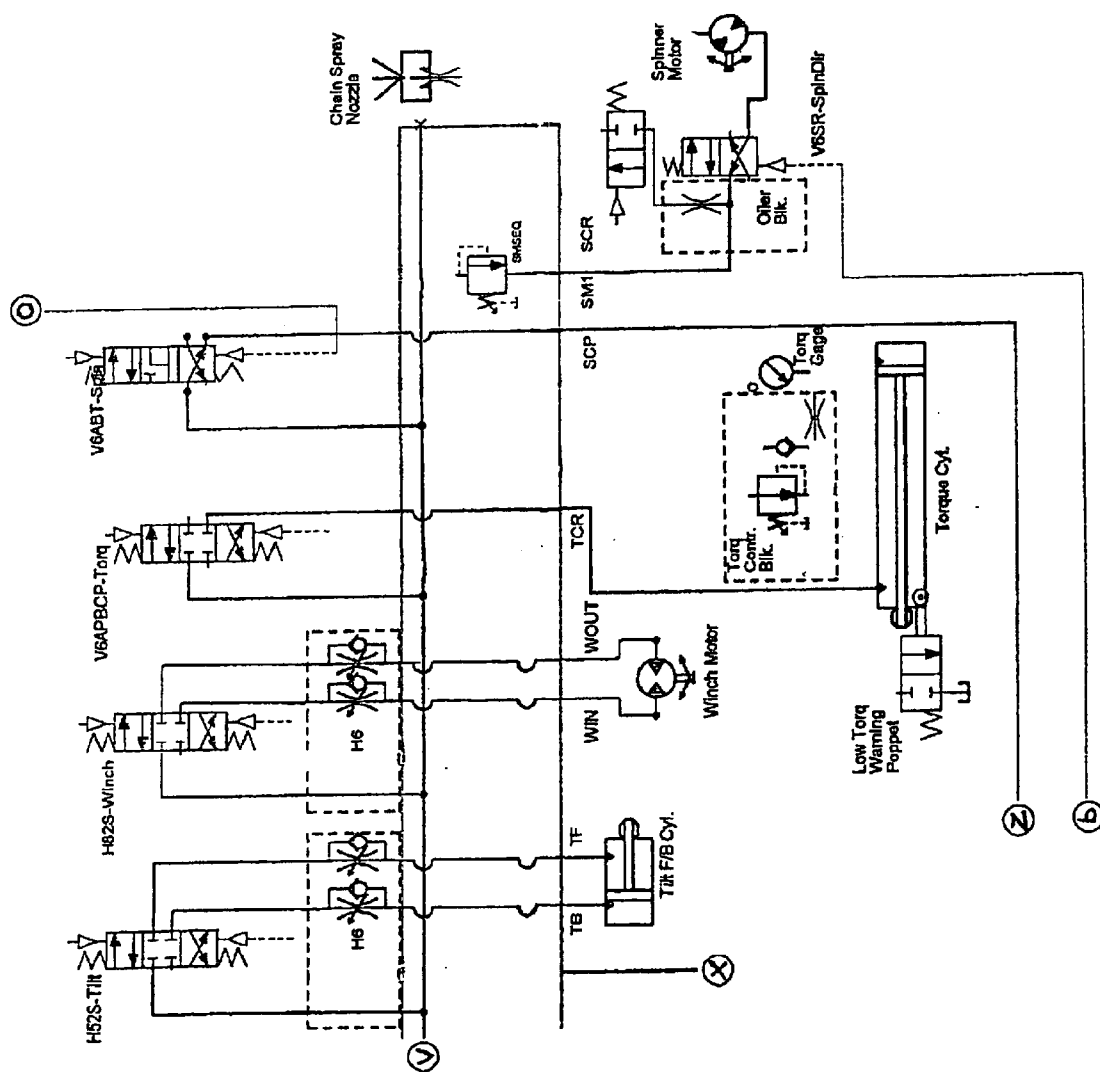 Chain Spray
Nozzle
Spinner
Motor
V6SR-SpinDir
Oiler
Blk.
SMSEQ
SCR
SM1
SCP
V6ABT-Spin
V6APBCP-Torq
TCR
Torq
Gage
Torq
Contr.
Blk.
Torque Cyl.
Low Torq
Warning
Poppet
WOUT
WIN
Winch Motor
H6
H82S-Winch
H6
H52S-Tilt
TF
TB
Tilt F/B Cyl.
V
X
Z
b